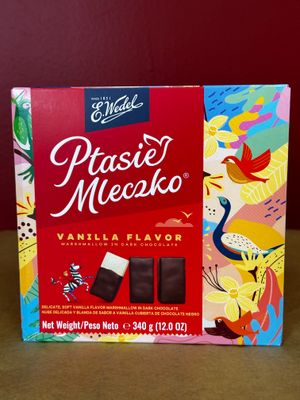 SINCE 1851
E. Wedel
Ptasie
Mleczko®
VANILLA FLAVOR
MARSHMALLOW IN DARK CHOCOLATE
DELICATE, SOFT VANILLA FLAVOR MARSHMALLOW IN DARK CHOCOLATE
NUBE DELICADA Y BLANDA DE SABOR A VAINILLA CUBIERTA DE CHOCOLATE NEGRO
Net Weight/Peso Neto ℮ 340 g (12.0 OZ)